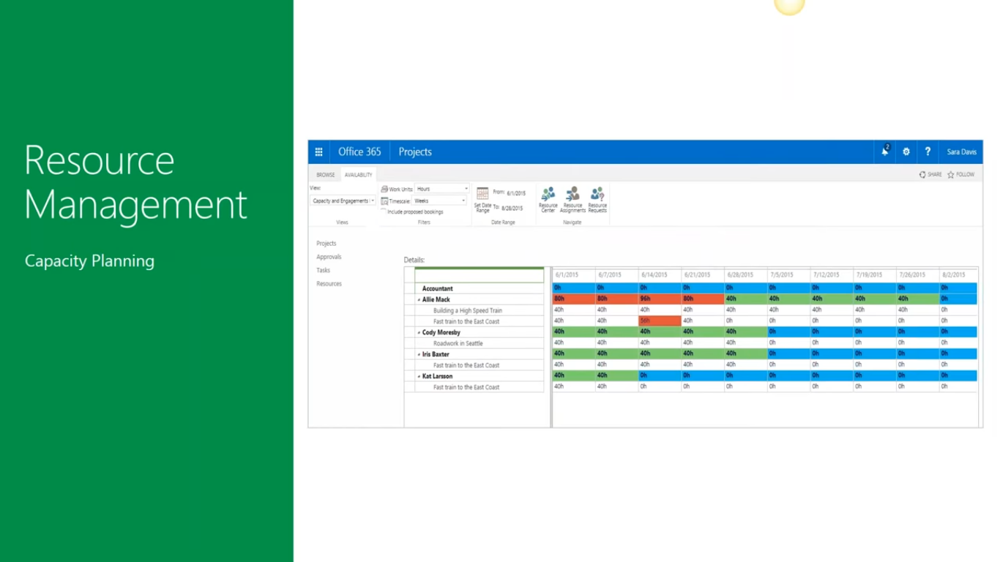 Resource
Management
Capacity Planning
Office 365 Projects 2 ? Sara Davis
BROWSE AVAILABILITY SHARE FOLLOW
View:
Capacity and Engagements
Views
Work Units: Hours
Timescale: Weeks
Include proposed bookings
Filters
Set Date Range
From: 6/1/2015
To: 8/28/2015
Date Range
Resource Center
Resource Assignments
Resource Requests
Navigate
Projects
Approvals
Tasks
Resources
Details:
6/1/2015 6/7/2015 6/14/2015 6/21/2015 6/28/2015 7/5/2015 7/12/2015 7/19/2015 7/26/2015 8/2/2015
Accountant 0h 0h 0h 0h 0h 0h 0h 0h 0h 0h
Allie Mack 80h 80h 96h 80h 40h 40h 40h 40h 40h 0h
Building a High Speed Train 40h 40h 40h 40h 40h 40h 40h 40h 40h 0h
Fast train to the East Coast 40h 40h 56h 40h 0h 0h 0h 0h 0h 0h
Cody Moresby 40h 40h 40h 40h 40h 0h 0h 0h 0h 0h
Roadwork in Seattle 40h 40h 40h 40h 40h 0h 0h 0h 0h 0h
Iris Baxter 40h 40h 40h 40h 40h 0h 0h 0h 0h 0h
Fast train to the East Coast 40h 40h 40h 40h 40h 0h 0h 0h 0h 0h
Kat Larsson 40h 40h 0h 0h 0h 0h 0h 0h 0h 0h
Fast train to the East Coast 40h 40h 0h 0h 0h 0h 0h 0h 0h 0h